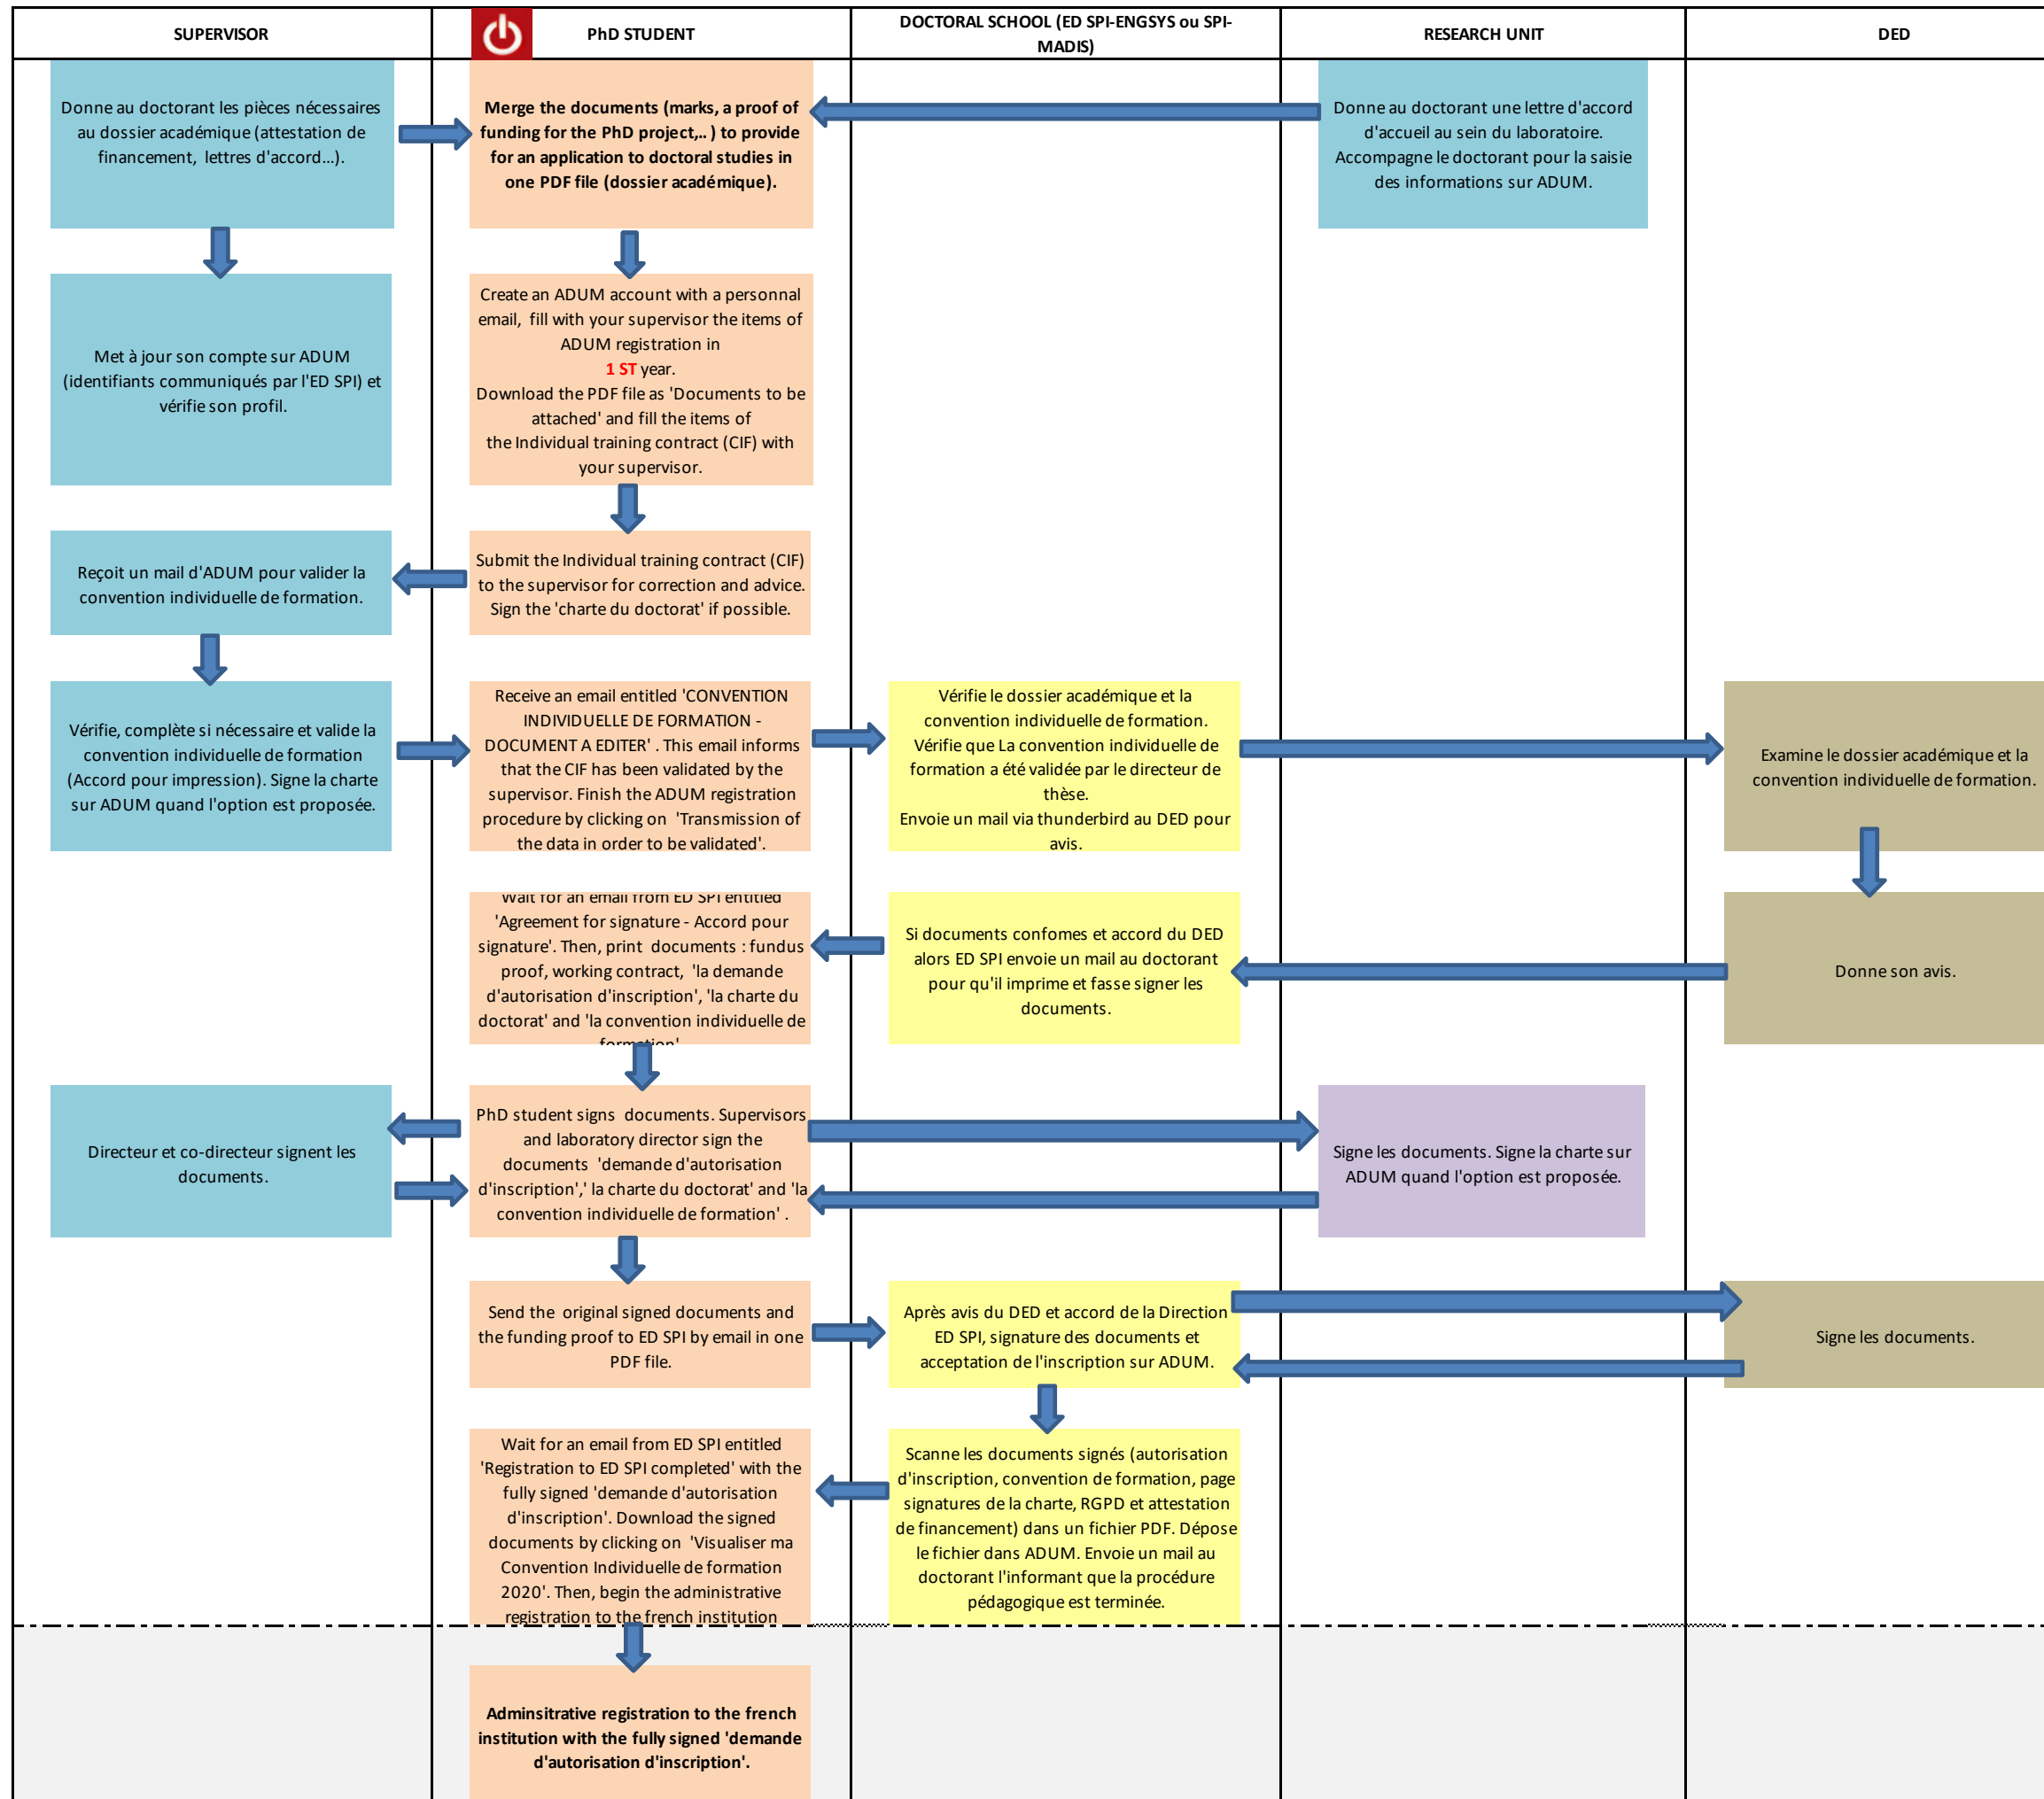 SUPERVISOR
PhD STUDENT
DOCTORAL SCHOOL (ED SPI-ENGSYS ou SPI-
MADIS)
RESEARCH UNIT
DED
Donne au doctorant les pièces nécessaires
au dossier académique (attestation de
financement, lettres d'accord...).
Merge the documents (marks, a proof of
funding for the PhD project,.. ) to provide
for an application to doctoral studies in
one PDF file (dossier académique).
Donne au doctorant une lettre d'accord
d'accueil au sein du laboratoire.
Accompagne le doctorant pour la saisie
des informations sur ADUM.
Met à jour son compte sur ADUM
(identifiants communiqués par l'ED SPI) et
vérifie son profil.
Create an ADUM account with a personnal
email, fill with your supervisor the items of
ADUM registration in
1 ST year.
Download the PDF file as 'Documents to be
attached' and fill the items of
the Individual training contract (CIF) with
your supervisor.
Reçoit un mail d'ADUM pour valider la
convention individuelle de formation.
Submit the Individual training contract (CIF)
to the supervisor for correction and advice.
Sign the 'charte du doctorat' if possible.
Vérifie, complète si nécessaire et valide la
convention individuelle de formation
(Accord pour impression). Signe la charte
sur ADUM quand l'option est proposée.
Receive an email entitled 'CONVENTION
INDIVIDUELLE DE FORMATION -
DOCUMENT A EDITER' . This email informs
that the CIF has been validated by the
supervisor. Finish the ADUM registration
procedure by clicking on 'Transmission of
the data in order to be validated'.
Vérifie le dossier académique et la
convention individuelle de formation.
Vérifie que La convention individuelle de
formation a été validée par le directeur de
thèse.
Envoie un mail via thunderbird au DED pour
avis.
Examine le dossier académique et la
convention individuelle de formation.
Wait for an email from ED SPI entitled
'Agreement for signature - Accord pour
signature'. Then, print documents : fundus
proof, working contract, 'la demande
d'autorisation d'inscription', 'la charte du
doctorat' and 'la convention individuelle de
formation'
Si documents confomes et accord du DED
alors ED SPI envoie un mail au doctorant
pour qu'il imprime et fasse signer les
documents.
Donne son avis.
Directeur et co-directeur signent les
documents.
PhD student signs documents. Supervisors
and laboratory director sign the
documents 'demande d'autorisation
d'inscription',' la charte du doctorat' and 'la
convention individuelle de formation' .
Signe les documents. Signe la charte sur
ADUM quand l'option est proposée.
Send the original signed documents and
the funding proof to ED SPI by email in one
PDF file.
Après avis du DED et accord de la Direction
ED SPI, signature des documents et
acceptation de l'inscription sur ADUM.
Signe les documents.
Wait for an email from ED SPI entitled
'Registration to ED SPI completed' with the
fully signed 'demande d'autorisation
d'inscription'. Download the signed
documents by clicking on 'Visualiser ma
Convention Individuelle de formation
2020'. Then, begin the administrative
registration to the french institution
Scanne les documents signés (autorisation
d'inscription, convention de formation, page
signatures de la charte, RGPD et attestation
de financement) dans un fichier PDF. Dépose
le fichier dans ADUM. Envoie un mail au
doctorant l'informant que la procédure
pédagogique est terminée.
Adminsitrative registration to the french
institution with the fully signed 'demande
d'autorisation d'inscription'.